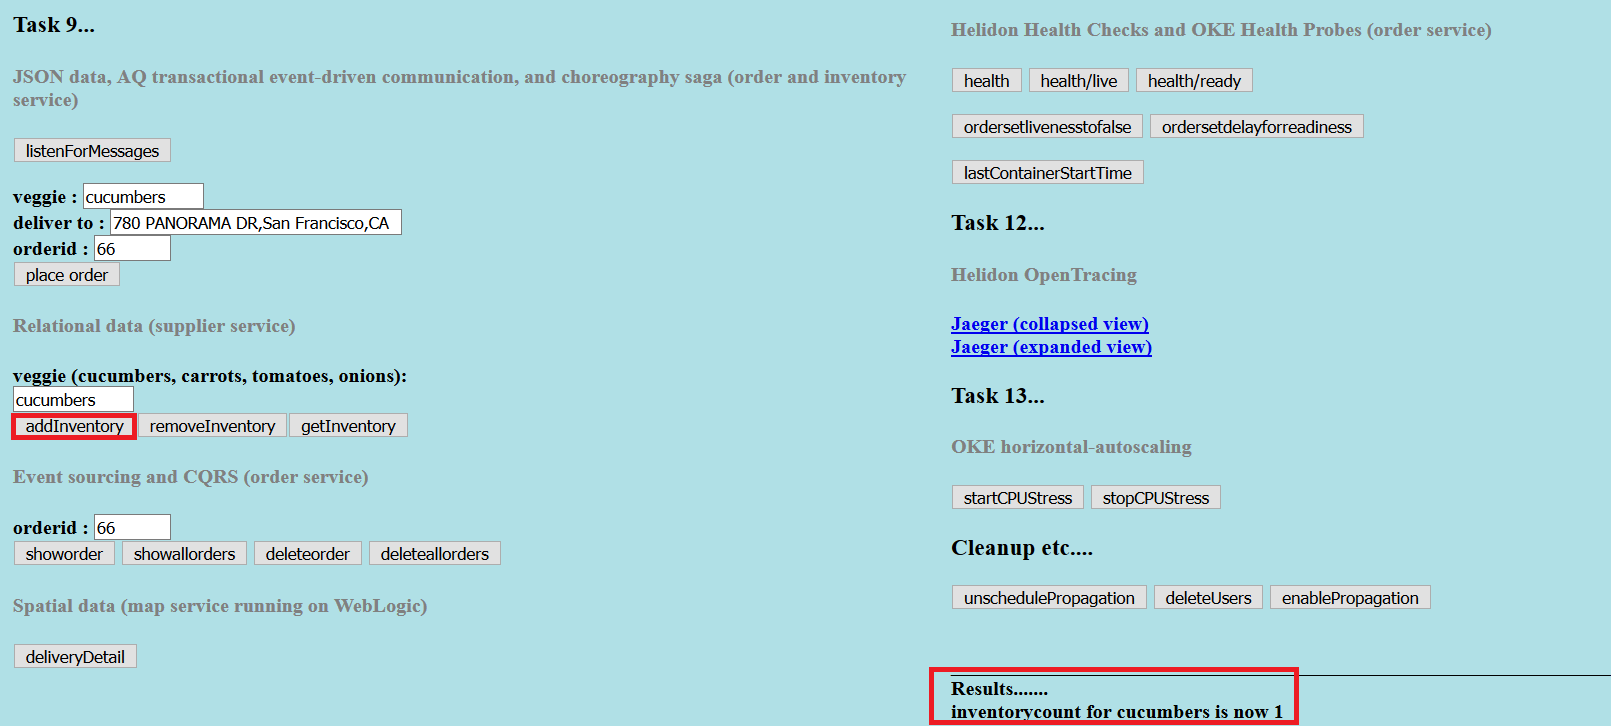 Task 9...
JSON data, AQ transactional event-driven communication, and choreography saga (order and inventory
service)
listenForMessages
veggie : cucumbers
deliver to : 780 PANORAMA DR,San Francisco,CA
orderid : 66
place order
Relational data (supplier service)
veggie (cucumbers, carrots, tomatoes, onions):
cucumbers
addInventory removeInventory getInventory
Event sourcing and CQRS (order service)
orderid : 66
showorder showallorders deleteorder deleteallorders
Spatial data (map service running on WebLogic)
deliveryDetail
Helidon Health Checks and OKE Health Probes (order service)
health health/live health/ready
ordersetlivenesstofalse ordersetdelayforreadiness
lastContainerStartTime
Task 12...
Helidon OpenTracing
Jaeger (collapsed view)
Jaeger (expanded view)
Task 13...
OKE horizontal-autoscaling
startCPUStress stopCPUStress
Cleanup etc....
unschedulePropagation deleteUsers enablePropagation
Results.......
inventorycount for cucumbers is now 1